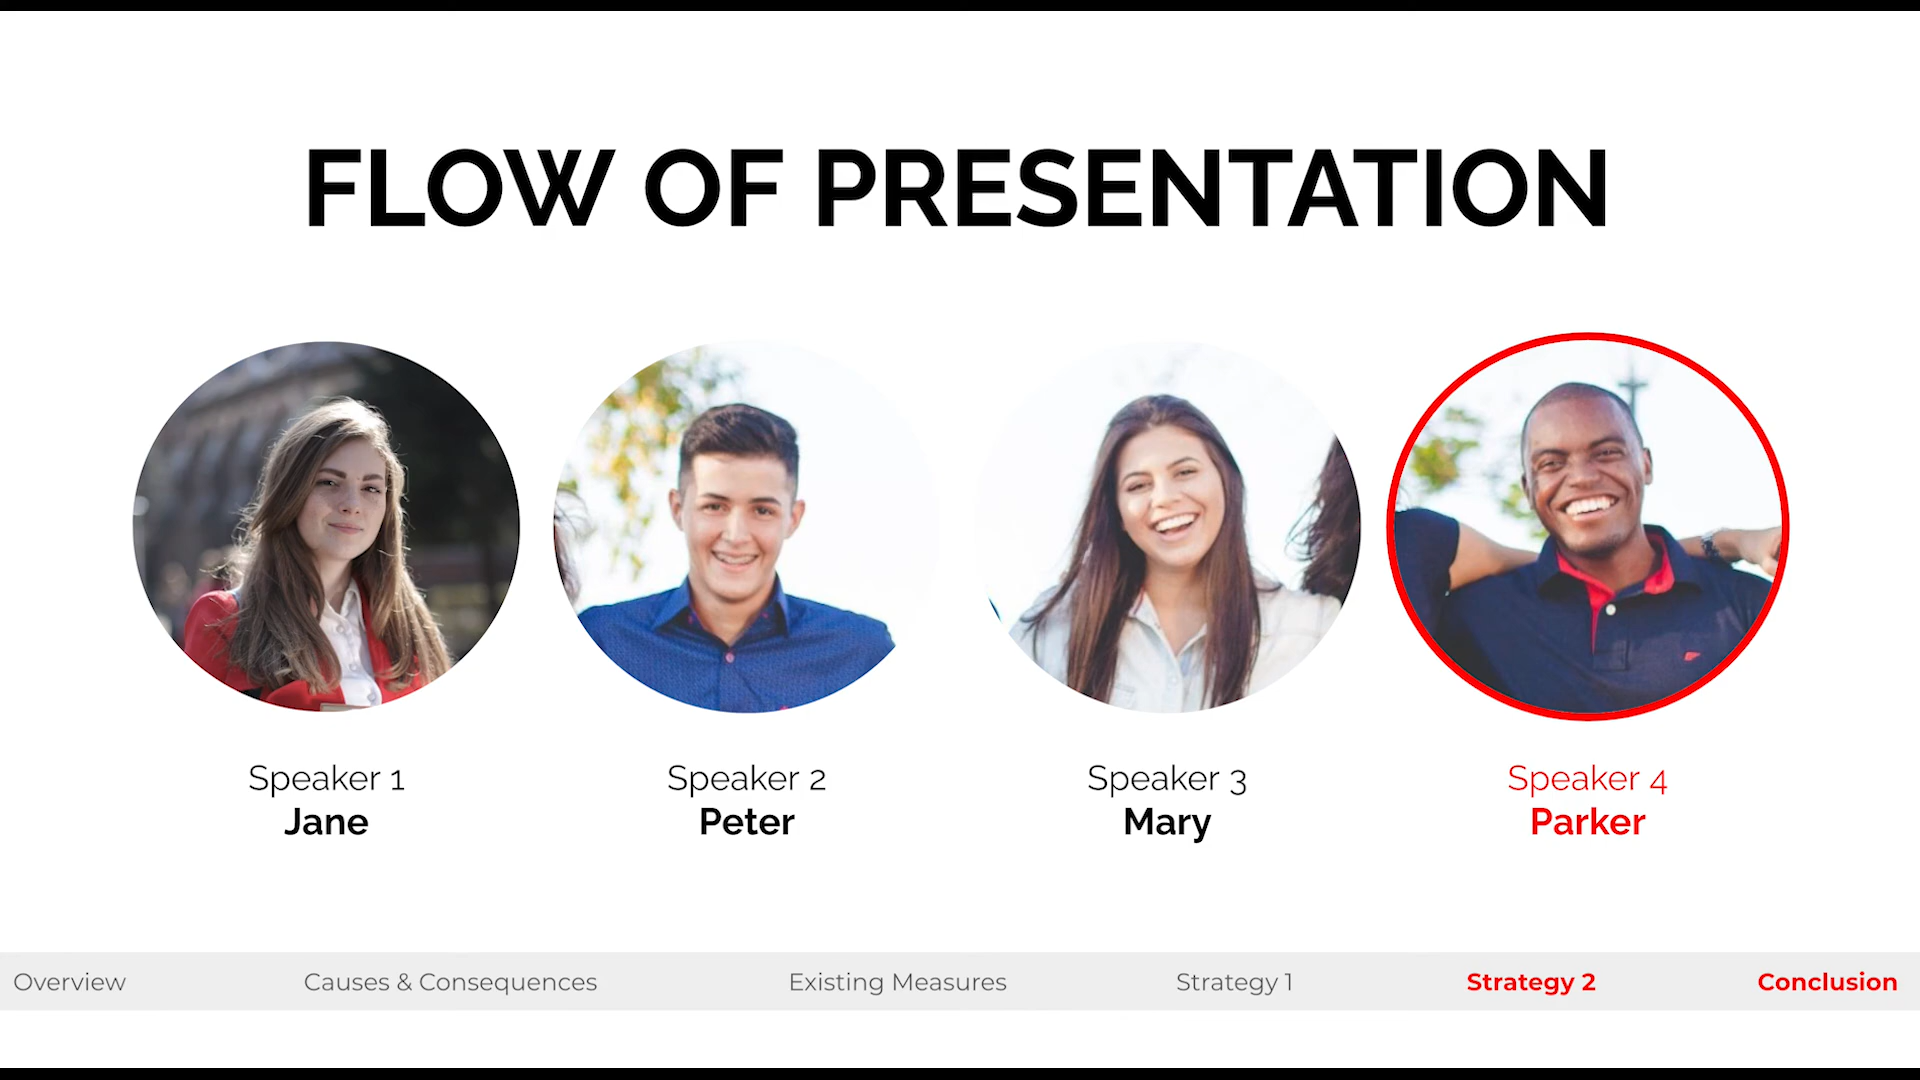 FLOW OF PRESENTATION
Speaker 1
Jane
Speaker 2
Peter
Speaker 3
Mary
Speaker 4
Parker
Overview
Causes & Consequences
Existing Measures
Strategy 1
Strategy 2
Conclusion